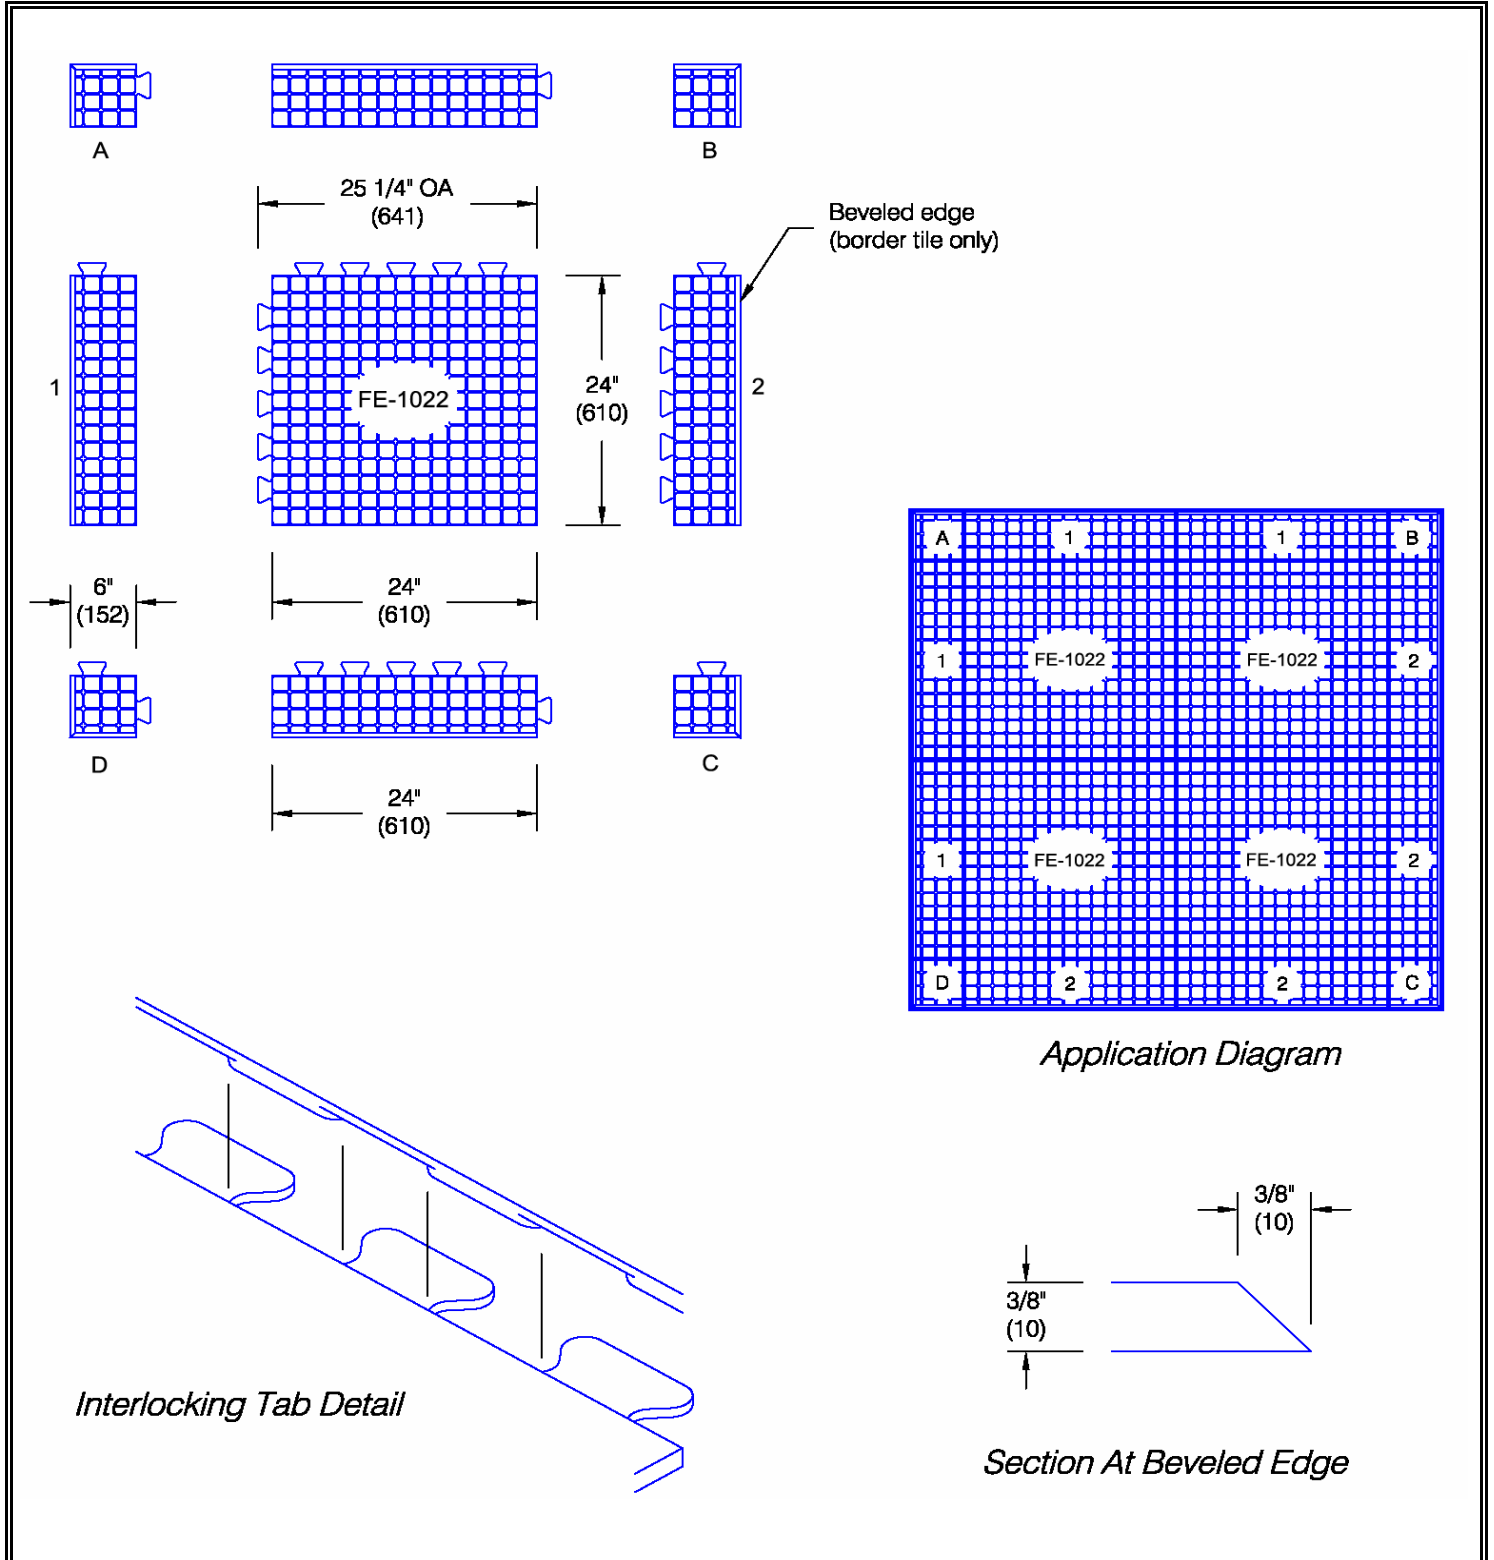 A
B
25 1/4" OA
(641)
Beveled edge
(border tile only)
1
FE-1022
24"
(610)
2
6"
(152)
24"
(610)
D
C
24"
(610)
A 1 1 B
1 FE-1022 FE-1022 2
1 FE-1022 FE-1022 2
D 2 2 C
Application Diagram
3/8"
(10)
3/8"
(10)
Interlocking Tab Detail
Section At Beveled Edge